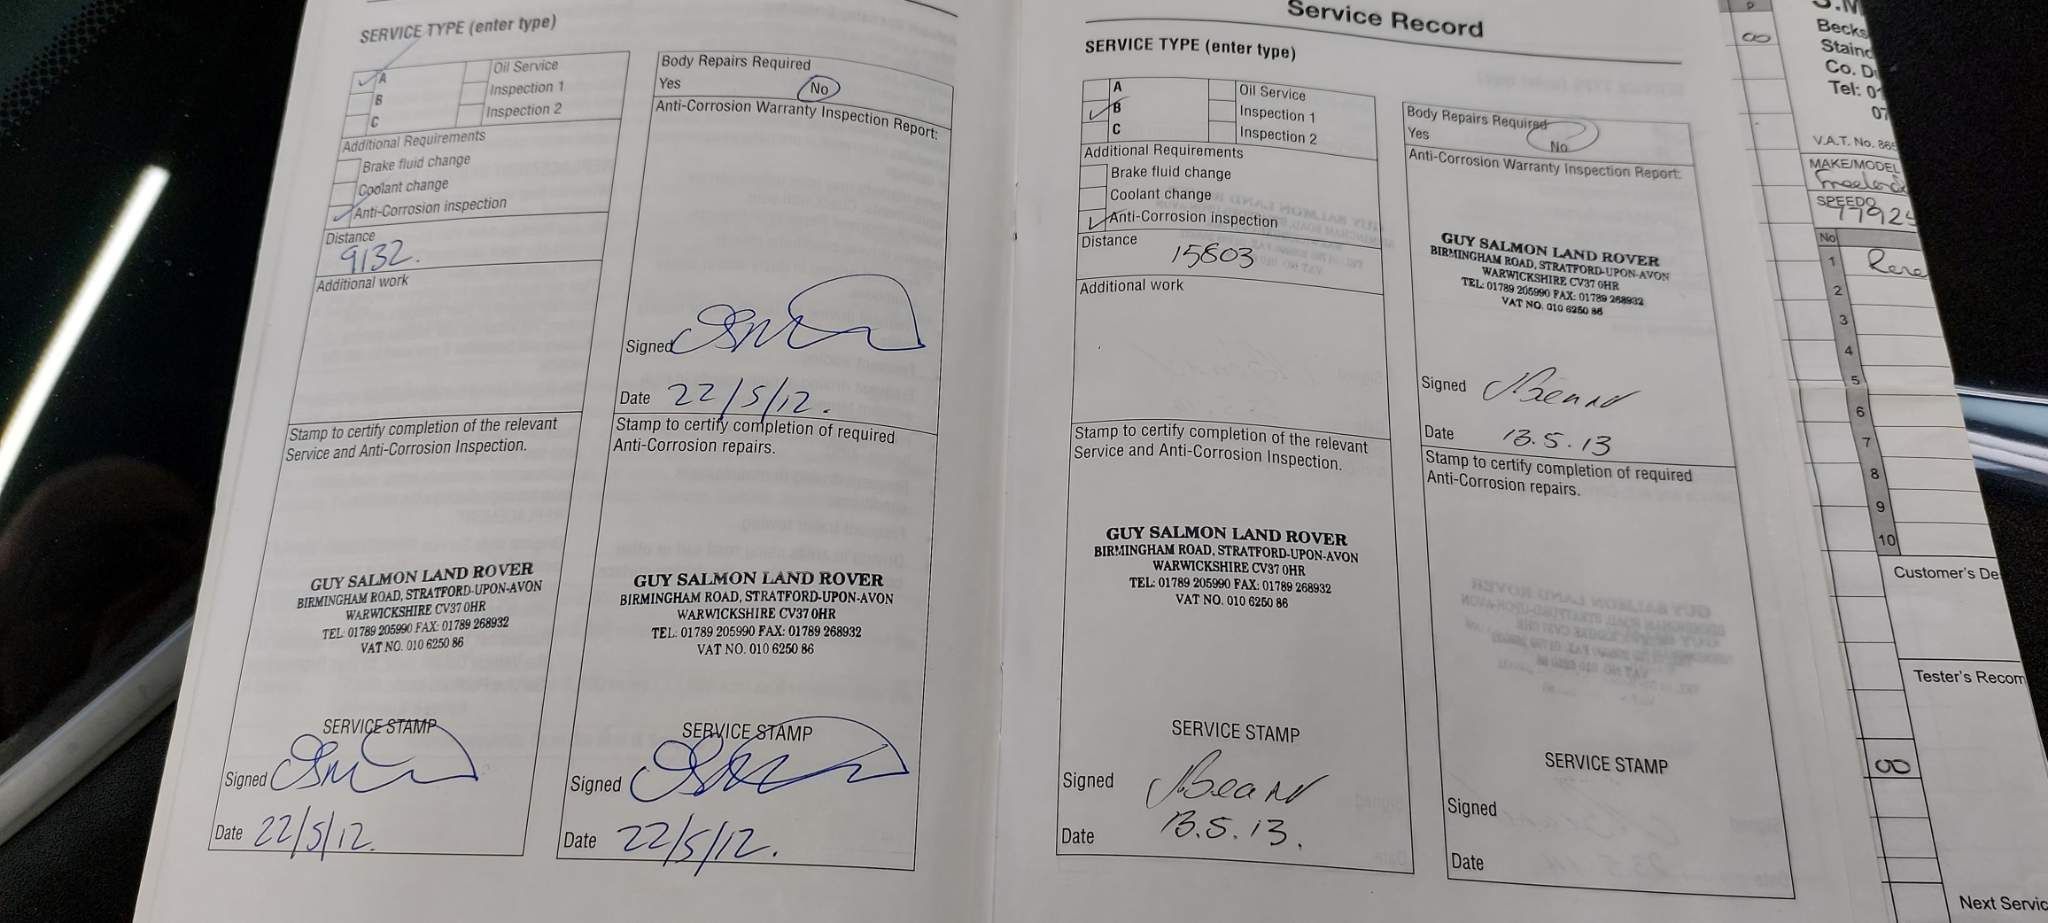 SERVICE TYPE (enter type)
A
B
C
Oil Service
Inspection 1
Inspection 2
Additional Requirements
Brake fluid change
Coolant change
Anti-Corrosion inspection
Distance
9132.
Additional work
Stamp to certify completion of the relevant
Service and Anti-Corrosion Inspection.
GUY SALMON LAND ROVER
BIRMINGHAM ROAD, STRATFORD-UPON-AVON
WARWICKSHIRE CV37 0HR
TEL: 01789 205990 FAX: 01789 268932
VAT NO. 010 6250 86
SERVICE STAMP
Signed
Date 22/5/12.
Body Repairs Required
Yes No
Anti-Corrosion Warranty Inspection Report:
Signed
Date 22/5/12.
Stamp to certify completion of required
Anti-Corrosion repairs.
GUY SALMON LAND ROVER
BIRMINGHAM ROAD, STRATFORD-UPON-AVON
WARWICKSHIRE CV37 0HR
TEL: 01789 205990 FAX: 01789 268932
VAT NO. 010 6250 86
SERVICE STAMP
Signed
Date 22/5/12.
Service Record
SERVICE TYPE (enter type)
A
B
C
Oil Service
Inspection 1
Inspection 2
Additional Requirements
Brake fluid change
Coolant change
Anti-Corrosion inspection
Distance
15803
Additional work
Stamp to certify completion of the relevant
Service and Anti-Corrosion Inspection.
GUY SALMON LAND ROVER
BIRMINGHAM ROAD, STRATFORD-UPON-AVON
WARWICKSHIRE CV37 0HR
TEL: 01789 205990 FAX: 01789 268932
VAT NO. 010 6250 86
SERVICE STAMP
Signed
Date 13.5.13.
Body Repairs Required
Yes No
Anti-Corrosion Warranty Inspection Report:
GUY SALMON LAND ROVER
BIRMINGHAM ROAD, STRATFORD-UPON-AVON
WARWICKSHIRE CV37 0HR
TEL: 01789 205990 FAX: 01789 268932
VAT NO. 010 6250 86
Signed
Date 13.5.13
Stamp to certify completion of required
Anti-Corrosion repairs.
SERVICE STAMP
Signed
Date
Co. D
Tel: 0
07
V.A.T. No.
MAKE/MODEL
SPEEDO
No
1
2
3
4
5
6
7
8
9
10
Customer's De
Tester's Recom
00
Next Servic